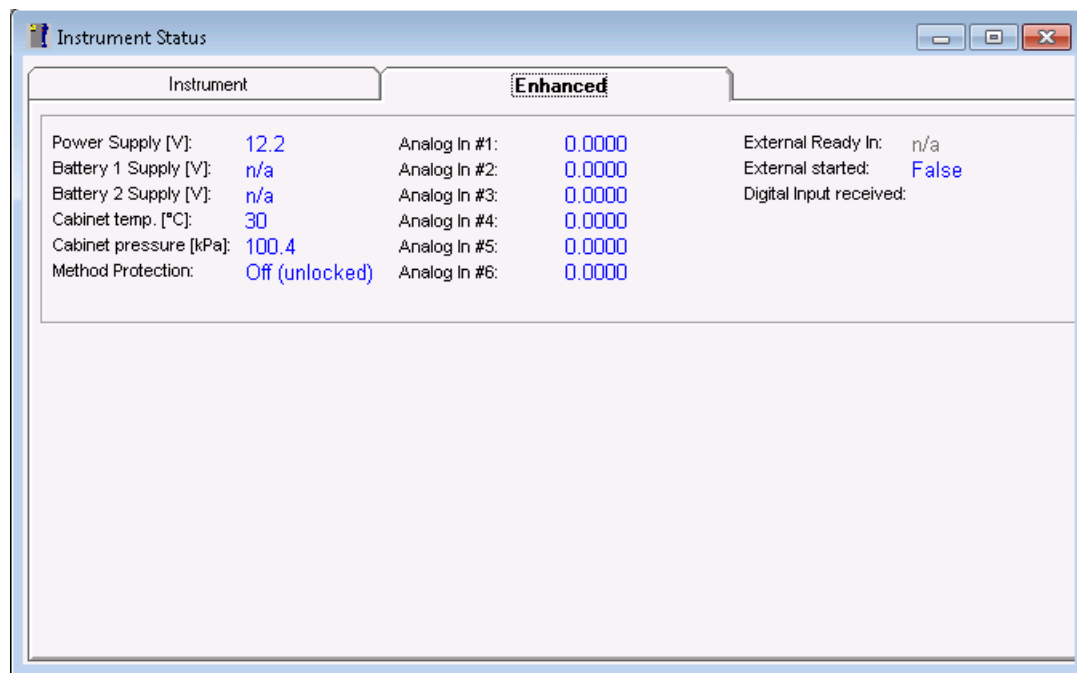 Instrument Status
Instrument
Enhanced
Power Supply [V]: 12.2
Battery 1 Supply [V]: n/a
Battery 2 Supply [V]: n/a
Cabinet temp. [°C]: 30
Cabinet pressure [kPa]: 100.4
Method Protection: Off (unlocked)
Analog In #1: 0.0000
Analog In #2: 0.0000
Analog In #3: 0.0000
Analog In #4: 0.0000
Analog In #5: 0.0000
Analog In #6: 0.0000
External Ready In: n/a
External started: False
Digital Input received: